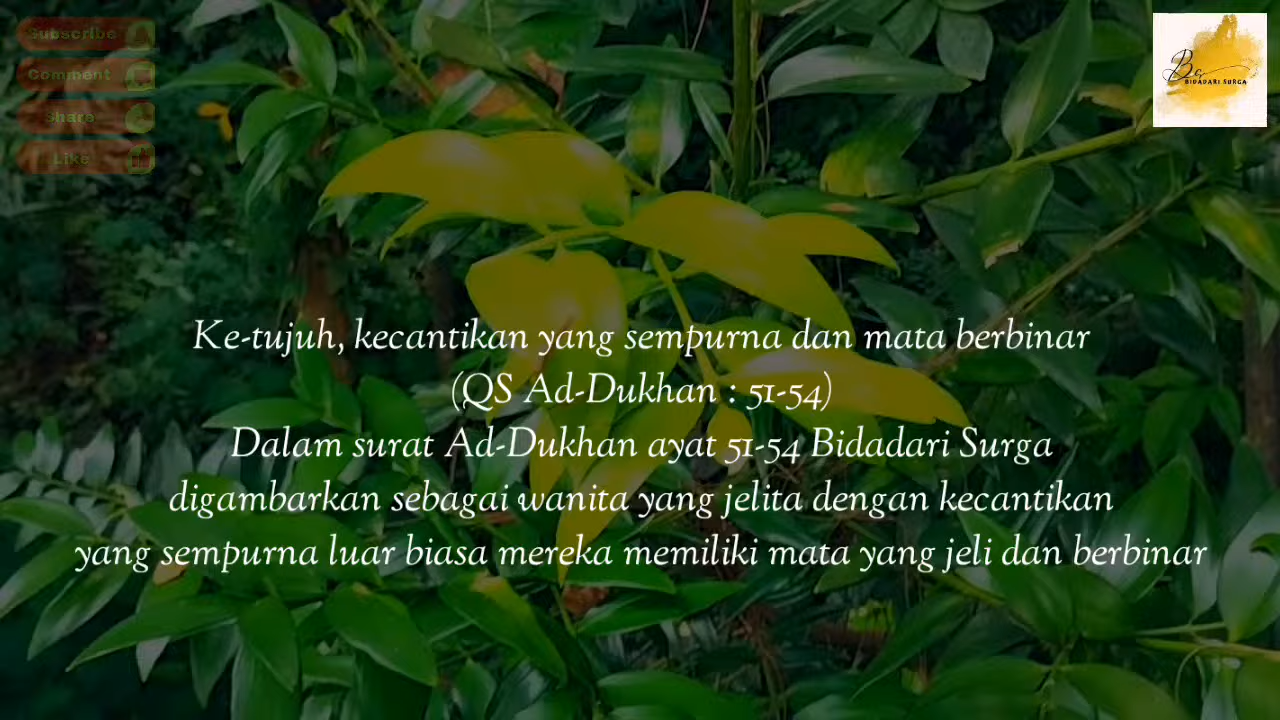 Subscribe
Comment
Share
Like
Bs
BIDADARI SURGA
Ke-tujuh, kecantikan yang sempurna dan mata berbinar
(QS Ad-Dukhan : 51-54)
Dalam surat Ad-Dukhan ayat 51-54 Bidadari Surga
digambarkan sebagai wanita yang jelita dengan kecantikan
yang sempurna luar biasa mereka memiliki mata yang jeli dan berbinar